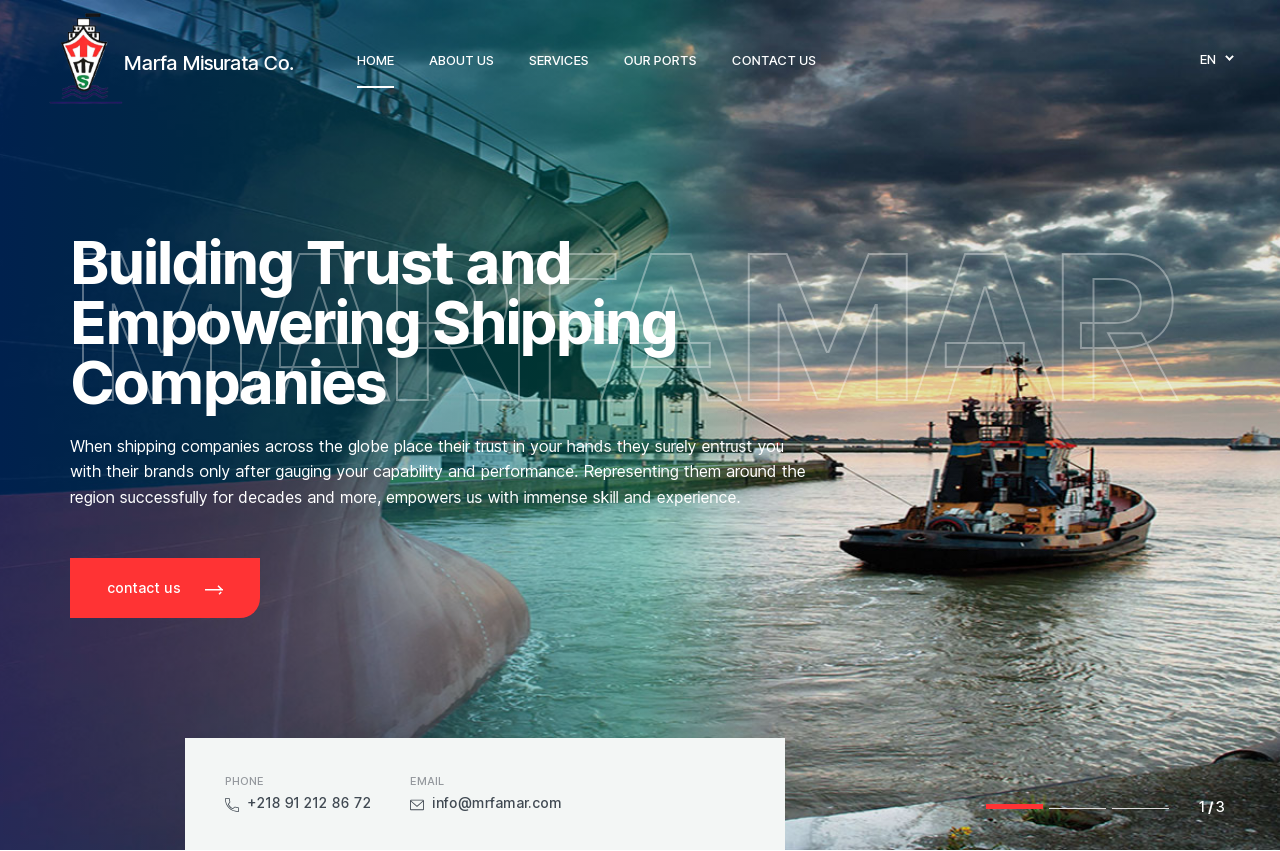 Marfa Misurata Co.
HOME
ABOUT US
SERVICES
OUR PORTS
CONTACT US
EN
MARFAMAR
Building Trust and
Empowering Shipping
Companies
When shipping companies across the globe place their trust in your hands they surely entrust you
with their brands only after gauging your capability and performance. Representing them around the
region successfully for decades and more, empowers us with immense skill and experience.
contact us
PHONE
+218 91 212 86 72
EMAIL
info@mrfamar.com
1 / 3